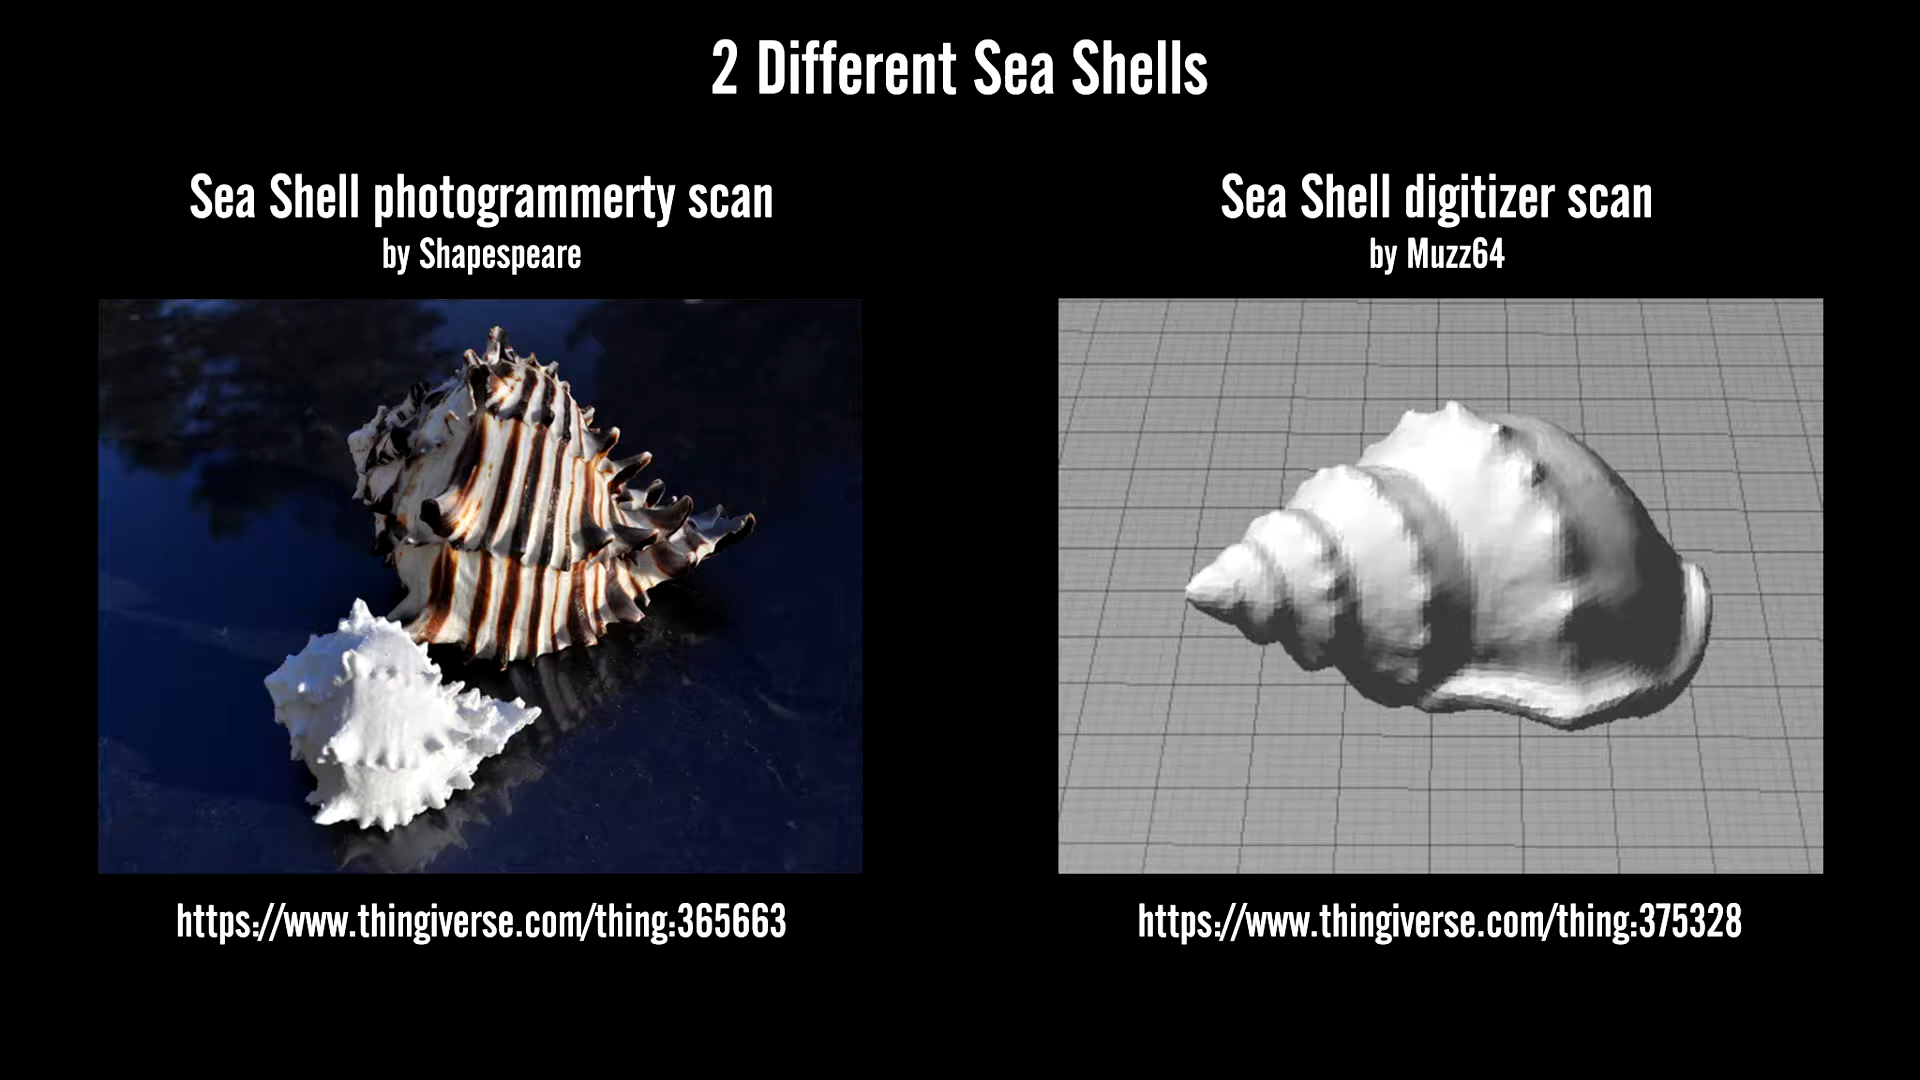 2 Different Sea Shells
Sea Shell photogrammerty scan
by Shapespeare
https://www.thingiverse.com/thing:365663
Sea Shell digitizer scan
by Muzz64
https://www.thingiverse.com/thing:375328